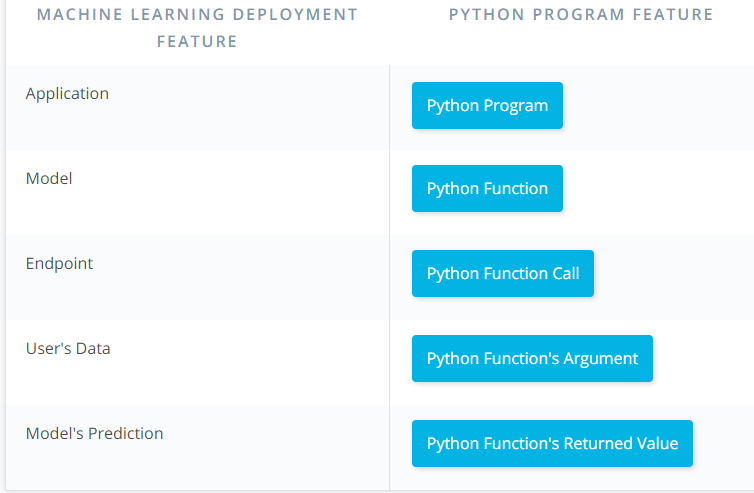 MACHINE LEARNING DEPLOYMENT
FEATURE
PYTHON PROGRAM FEATURE
Application
Python Program
Model
Python Function
Endpoint
Python Function Call
User's Data
Python Function's Argument
Model's Prediction
Python Function's Returned Value